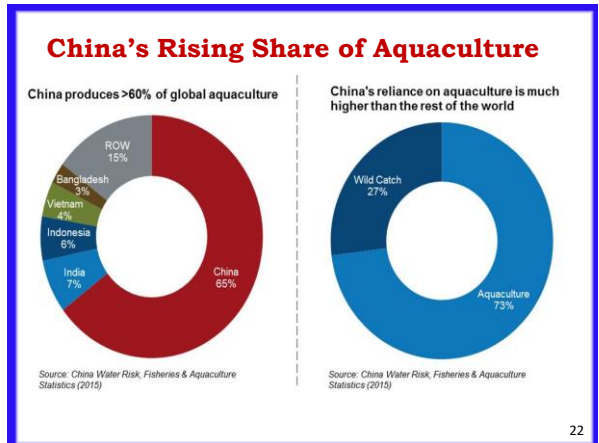 China's Rising Share of Aquaculture
China produces >60% of global aquaculture
ROW
15%
Bangladesh
3%
Vietnam
4%
Indonesia
6%
India
7%
China
65%
Source: China Water Risk, Fisheries & Aquaculture
Statistics (2015)
China's reliance on aquaculture is much
higher than the rest of the world
Wild Catch
27%
Aquaculture
73%
Source: China Water Risk, Fisheries & Aquaculture
Statistics (2015)
22